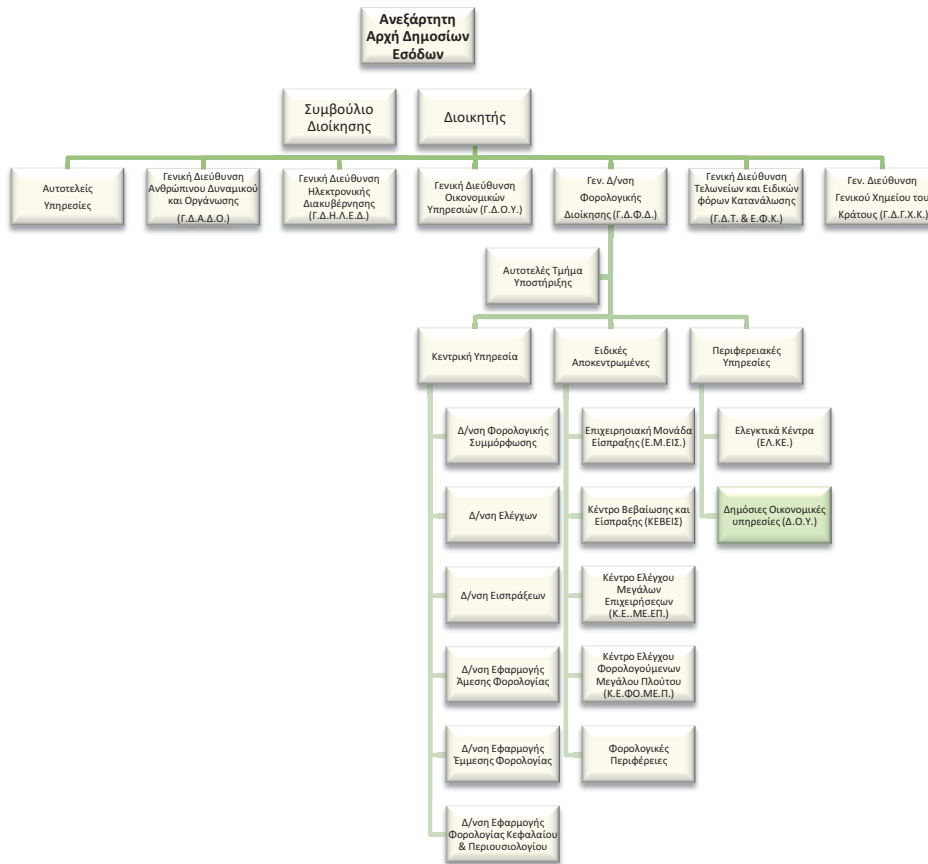 Ανεξάρτητη
Αρχή Δημοσίων
Εσόδων
Συμβούλιο
Διοίκησης
Διοικητής
Αυτοτελείς
Υπηρεσίες
Γενική Διεύθυνση
Ανθρώπινου Δυναμικού
και Οργάνωσης
(Γ.Δ.Α.Δ.Ο.)
Γενική Διεύθυνση
Ηλεκτρονικής
Διακυβέρνησης
(Γ.Δ.Η.Λ.Ε.Δ.)
Γενική Διεύθυνση
Οικονομικών
Υπηρεσιών (Γ.Δ.Ο.Υ.)
Γεν. Δ/νση
Φορολογικής
Διοίκησης (Γ.Δ.Φ.Δ.)
Γενική Διεύθυνση
Τελωνείων και Ειδικών
φόρων Κατανάλωσης
(Γ.Δ.Τ. & Ε.Φ.Κ.)
Γεν. Δ/νση
Γενικού Χημείου του
Κράτους (Γ.Δ.Γ.Χ.Κ.)
Αυτοτελές Τμήμα
Υποστήριξης
Κεντρική Υπηρεσία
Ειδικές
Αποκεντρωμένες
Περιφερειακές
Υπηρεσίες
Δ/νση Φορολογικής
Συμμόρφωσης
Δ/νση Ελέγχων
Δ/νση Εισπράξεων
Δ/νση Εφαρμογής
Άμεσης Φορολογίας
Δ/νση Εφαρμογής
Έμμεσης Φορολογίας
Δ/νση Εφαρμογής
Φορολογίας Κεφαλαίου
& Περιουσιολογίου
Επιχειρησιακή Μονάδα
Είσπραξης (Ε.Μ.ΕΙΣ.)
Κέντρο Βεβαίωσης και
Είσπραξης (ΚΕΒΕΙΣ)
Κέντρο Ελέγχου
Μεγάλων
Επιχειρήσεςων
(Κ.Ε..ΜΕ.ΕΠ.)
Κέντρο Ελέγχου
Φορολογούμενων
Μεγάλου Πλούτου
(Κ.Ε.ΦΟ.ΜΕ.Π.)
Φορολογικές
Περιφέρειες
Ελεγκτικά Κέντρα
(ΕΛ.ΚΕ.)
Δημόσιες Οικονομικές
υπηρεσίες (Δ.Ο.Υ.)